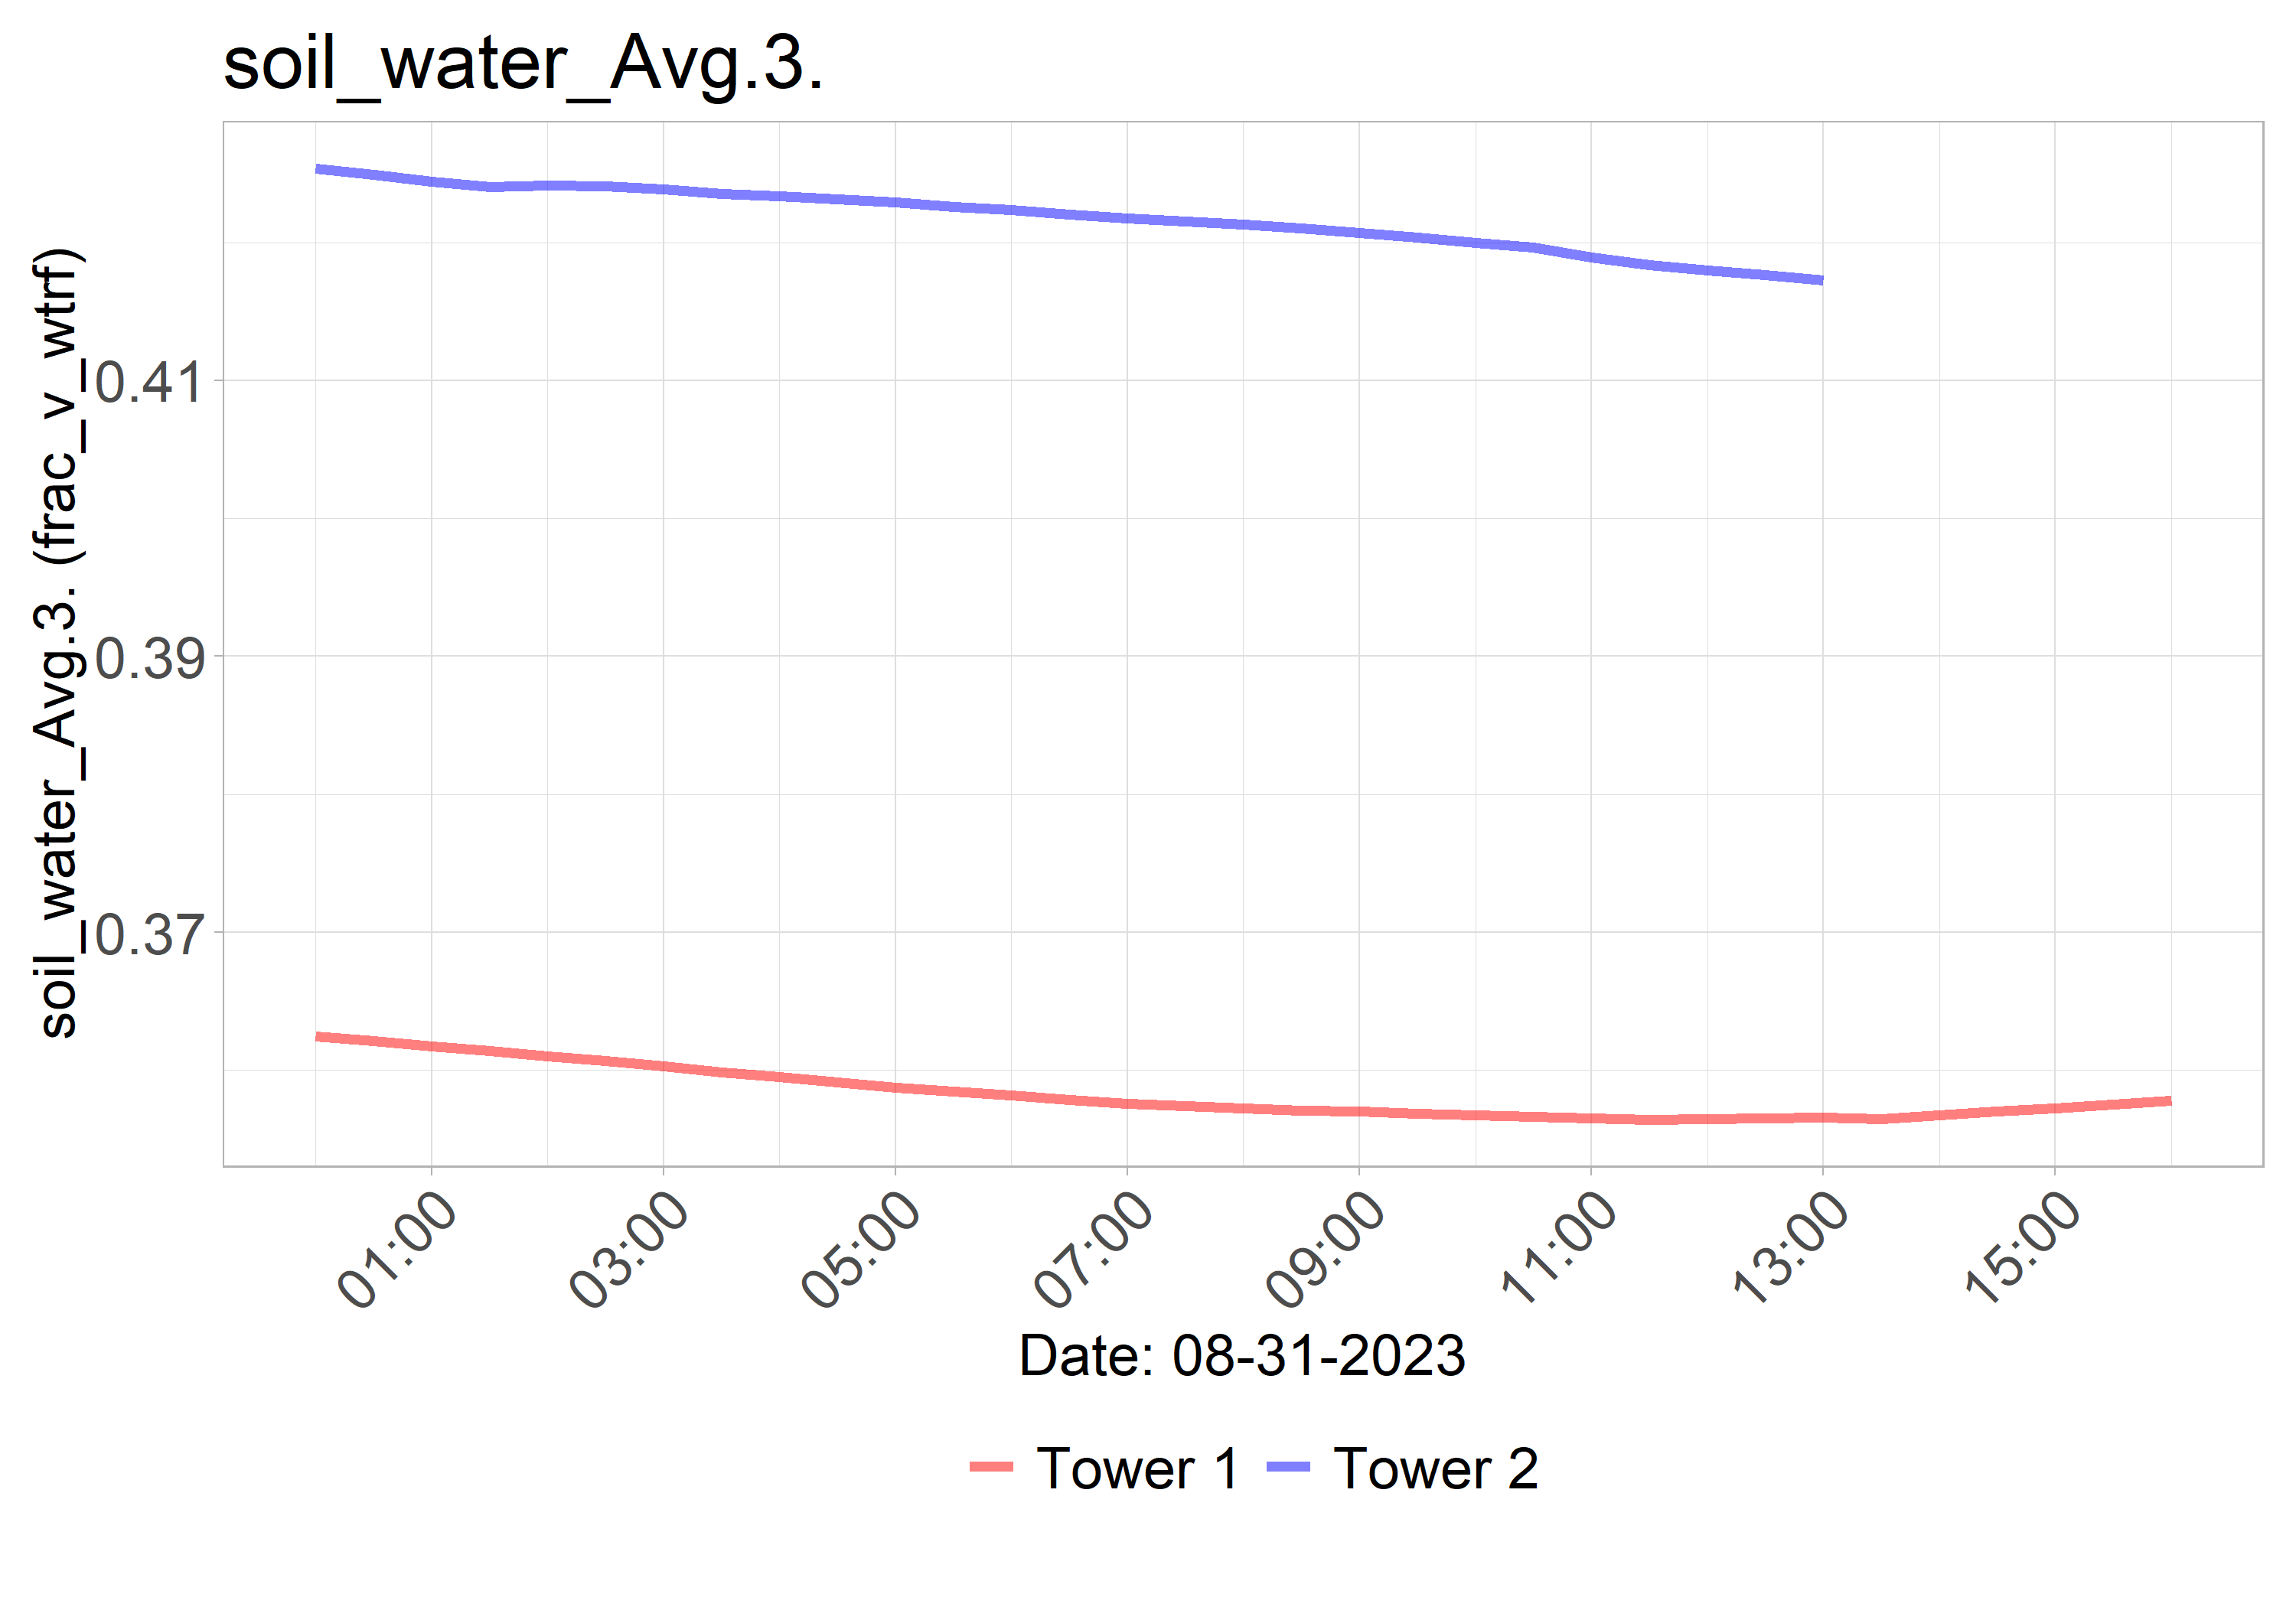 soil_water_Avg.3.
soil_water_Avg.3. (frac_v_wtrf)
0.41
0.39
0.37
01:00
03:00
05:00
07:00
09:00
11:00
13:00
15:00
Date: 08-31-2023
Tower 1
Tower 2